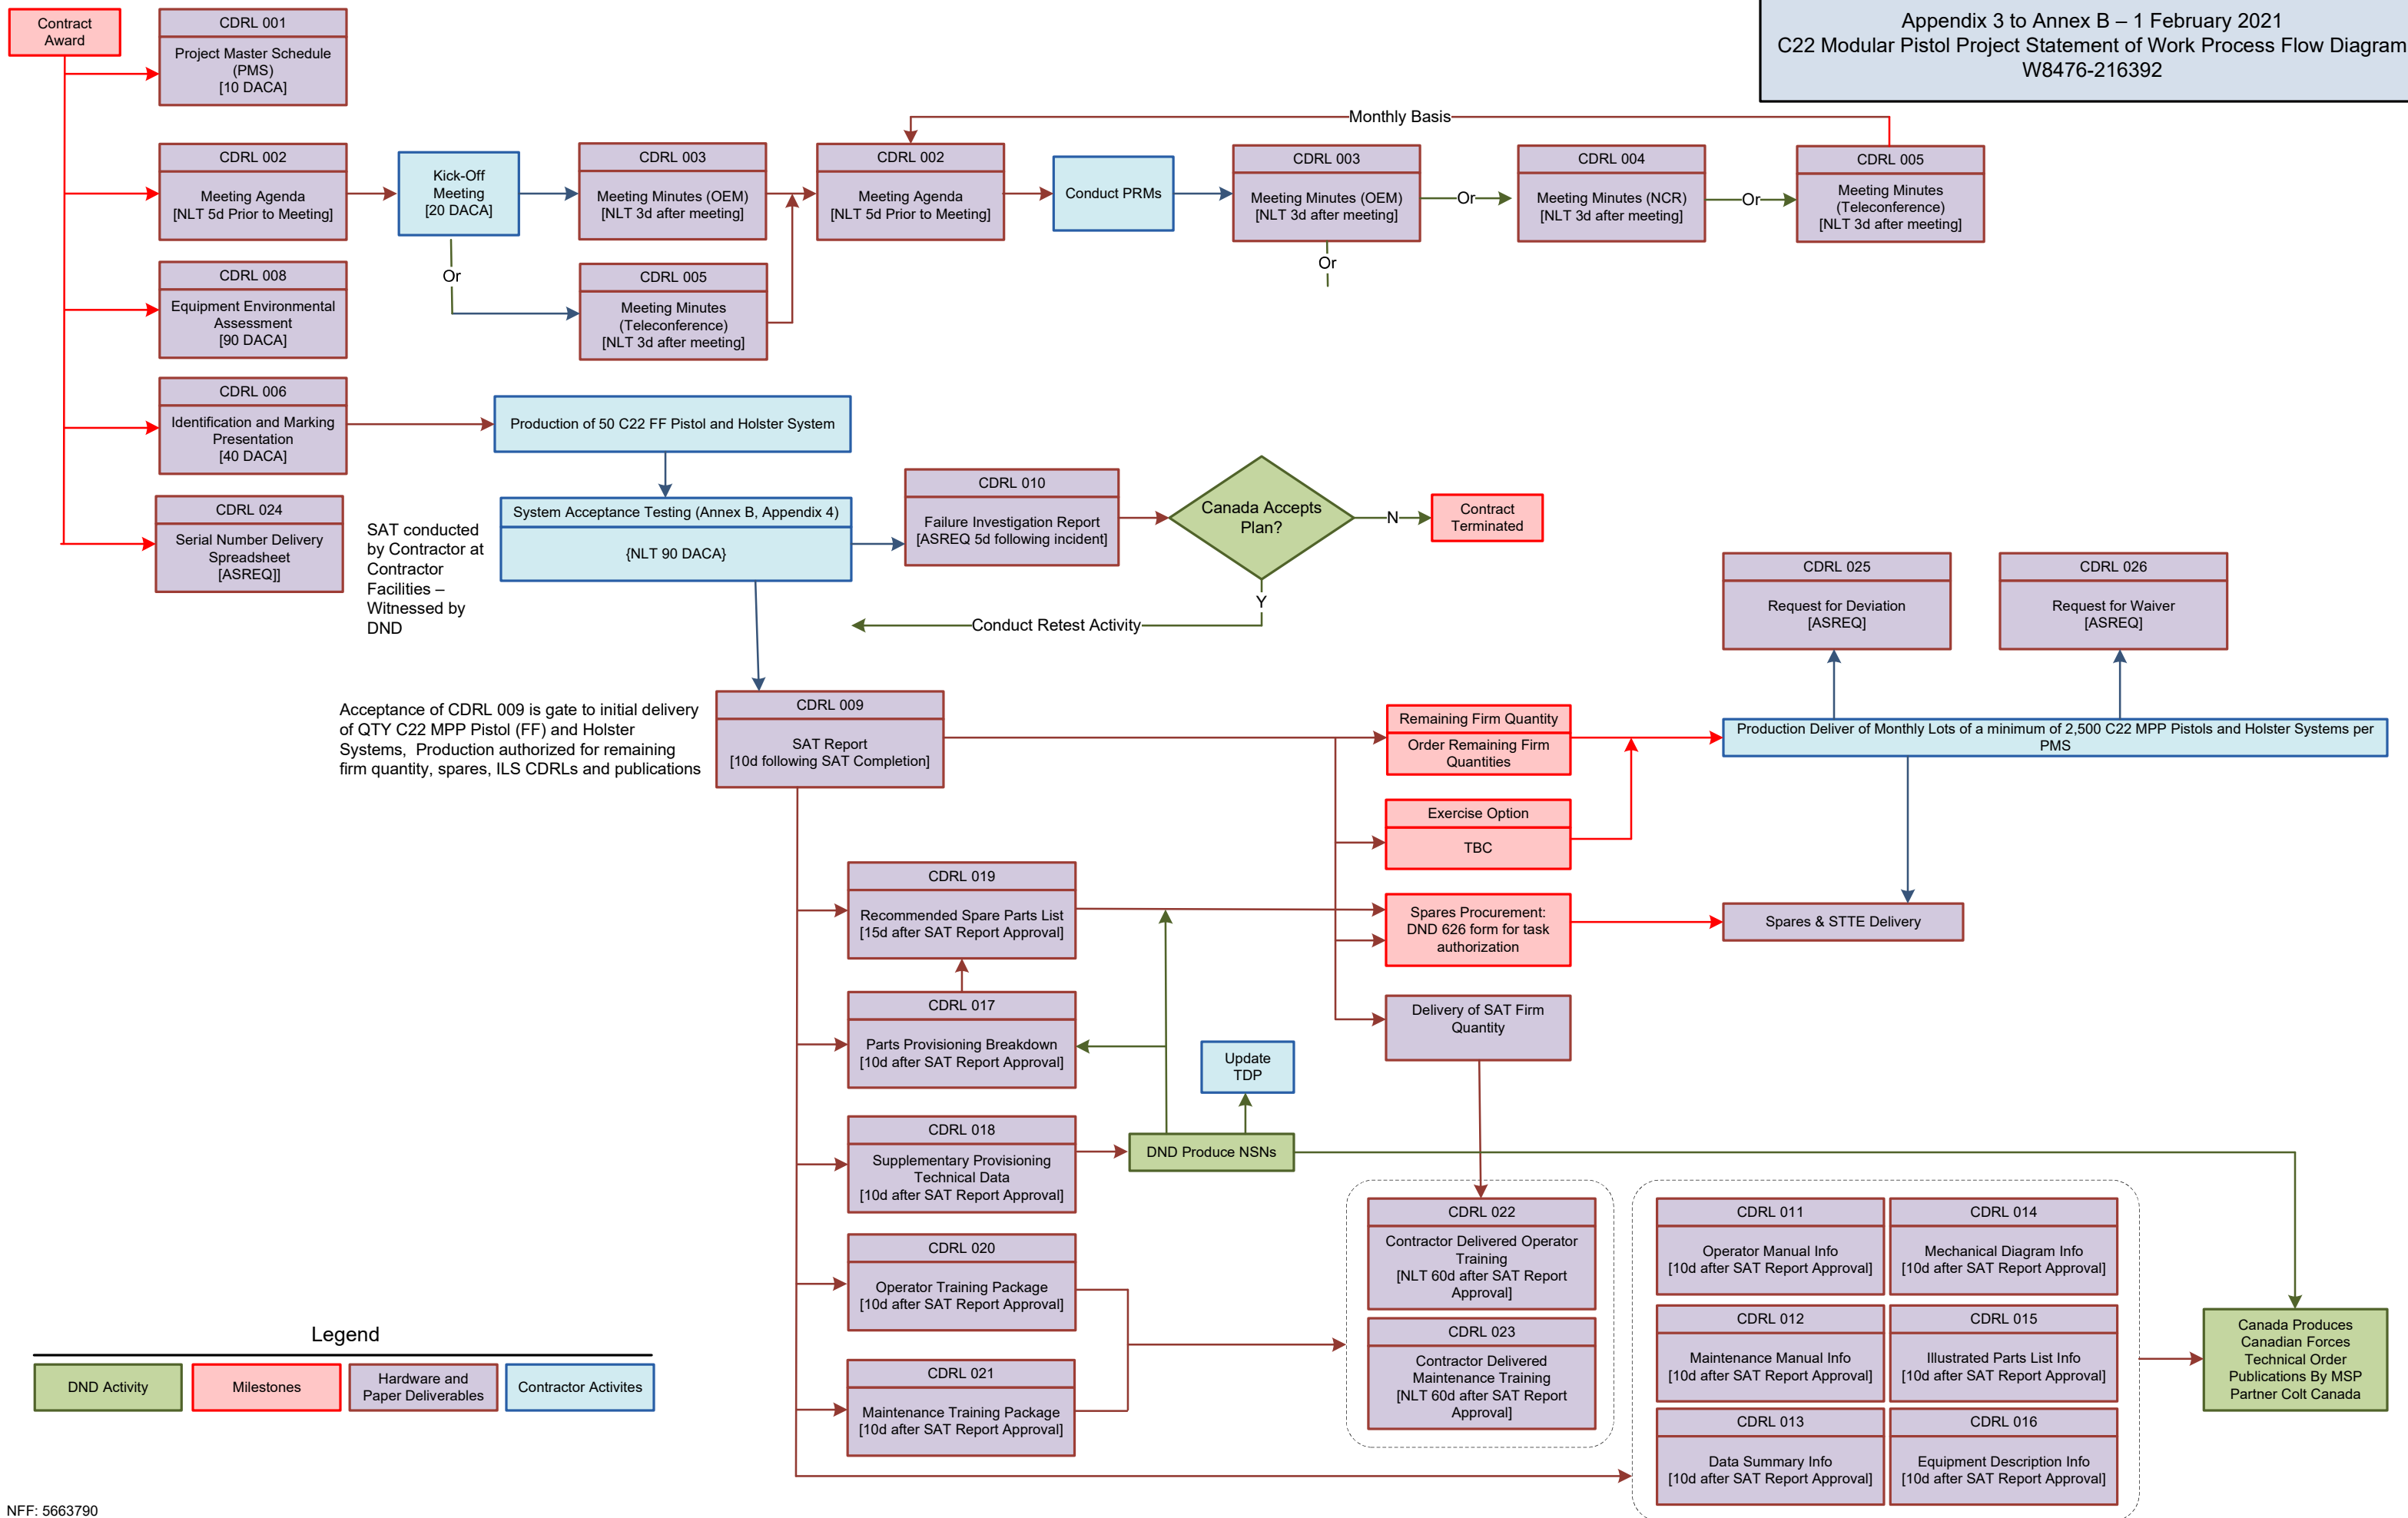 Contract
Award
CDRL 001
Project Master Schedule
(PMS)
[10 DACA]
Appendix 3 to Annex B – 1 February 2021
C22 Modular Pistol Project Statement of Work Process Flow Diagram
W8476-216392
Monthly Basis
CDRL 002
Meeting Agenda
[NLT 5d Prior to Meeting]
Kick-Off
Meeting
[20 DACA]
CDRL 003
Meeting Minutes (OEM)
[NLT 3d after meeting]
CDRL 002
Meeting Agenda
[NLT 5d Prior to Meeting]
Conduct PRMs
CDRL 003
Meeting Minutes (OEM)
[NLT 3d after meeting]
Or
CDRL 004
Meeting Minutes (NCR)
[NLT 3d after meeting]
Or
CDRL 005
Meeting Minutes
(Teleconference)
[NLT 3d after meeting]
Or
Or
CDRL 005
Meeting Minutes
(Teleconference)
[NLT 3d after meeting]
CDRL 008
Equipment Environmental
Assessment
[90 DACA]
CDRL 006
Identification and Marking
Presentation
[40 DACA]
Production of 50 C22 FF Pistol and Holster System
CDRL 024
Serial Number Delivery
Spreadsheet
[ASREQ]]
SAT conducted
by Contractor at
Contractor
Facilities –
Witnessed by
DND
System Acceptance Testing (Annex B, Appendix 4)
{NLT 90 DACA}
CDRL 010
Failure Investigation Report
[ASREQ 5d following incident]
Canada Accepts
Plan?
N
Contract
Terminated
Y
Conduct Retest Activity
CDRL 025
Request for Deviation
[ASREQ]
CDRL 026
Request for Waiver
[ASREQ]
Acceptance of CDRL 009 is gate to initial delivery
of QTY C22 MPP Pistol (FF) and Holster
Systems,  Production authorized for remaining
firm quantity, spares, ILS CDRLs and publications
CDRL 009
SAT Report
[10d following SAT Completion]
Remaining Firm Quantity
Order Remaining Firm
Quantities
Production Deliver of Monthly Lots of a minimum of 2,500 C22 MPP Pistols and Holster Systems per
PMS
Exercise Option
TBC
CDRL 019
Recommended Spare Parts List
[15d after SAT Report Approval]
Spares Procurement:
DND 626 form for task
authorization
Spares & STTE Delivery
CDRL 017
Parts Provisioning Breakdown
[10d after SAT Report Approval]
Delivery of SAT Firm
Quantity
Update
TDP
CDRL 018
Supplementary Provisioning
Technical Data
[10d after SAT Report Approval]
DND Produce NSNs
CDRL 020
Operator Training Package
[10d after SAT Report Approval]
CDRL 021
Maintenance Training Package
[10d after SAT Report Approval]
CDRL 022
Contractor Delivered Operator
Training
[NLT 60d after SAT Report
Approval]
CDRL 023
Contractor Delivered
Maintenance Training
[NLT 60d after SAT Report
Approval]
CDRL 011
Operator Manual Info
[10d after SAT Report Approval]
CDRL 014
Mechanical Diagram Info
[10d after SAT Report Approval]
CDRL 012
Maintenance Manual Info
[10d after SAT Report Approval]
CDRL 015
Illustrated Parts List Info
[10d after SAT Report Approval]
CDRL 013
Data Summary Info
[10d after SAT Report Approval]
CDRL 016
Equipment Description Info
[10d after SAT Report Approval]
Canada Produces
Canadian Forces
Technical Order
Publications By MSP
Partner Colt Canada
Legend
DND Activity
Milestones
Hardware and
Paper Deliverables
Contractor Activites
NFF: 5663790